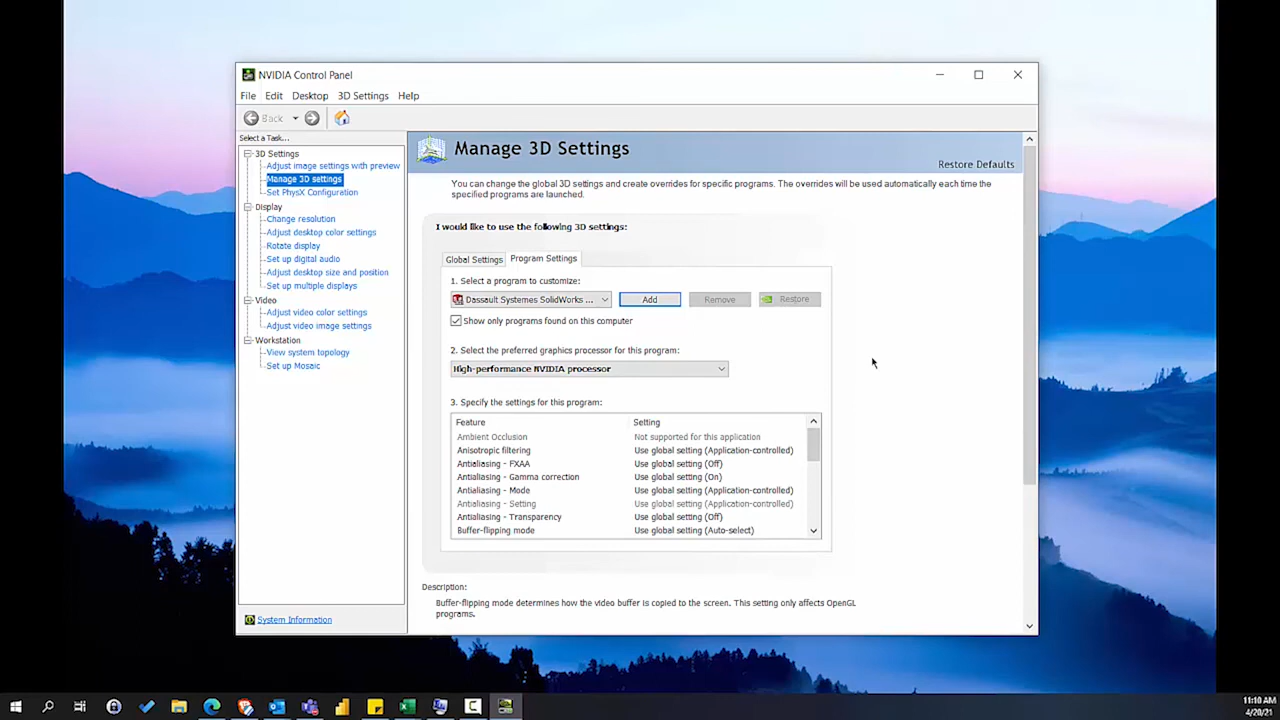 NVIDIA Control Panel
File Edit Desktop 3D Settings Help
Back
Select a Task...
3D Settings
Adjust image settings with preview
Manage 3D settings
Set PhysX Configuration
Display
Change resolution
Adjust desktop color settings
Rotate display
Set up digital audio
Adjust desktop size and position
Set up multiple displays
Video
Adjust video color settings
Adjust video image settings
Workstation
View system topology
Set up Mosaic
System Information
Manage 3D Settings
Restore Defaults
You can change the global 3D settings and create overrides for specific programs. The overrides will be used automatically each time the
specified programs are launched.
I would like to use the following 3D settings:
Global Settings Program Settings
1. Select a program to customize:
Dassault Systemes SolidWorks ... Add Remove Restore
Show only programs found on this computer
2. Select the preferred graphics processor for this program:
High-performance NVIDIA processor
3. Specify the settings for this program:
Feature Setting
Ambient Occlusion Not supported for this application
Anisotropic filtering Use global setting (Application-controlled)
Antialiasing - FXAA Use global setting (Off)
Antialiasing - Gamma correction Use global setting (On)
Antialiasing - Mode Use global setting (Application-controlled)
Antialiasing - Setting Use global setting (Application-controlled)
Antialiasing - Transparency Use global setting (Off)
Buffer-flipping mode Use global setting (Auto-select)
Description:
Buffer-flipping mode determines how the video buffer is copied to the screen. This setting only affects OpenGL
programs.
11:10 AM
4/20/21